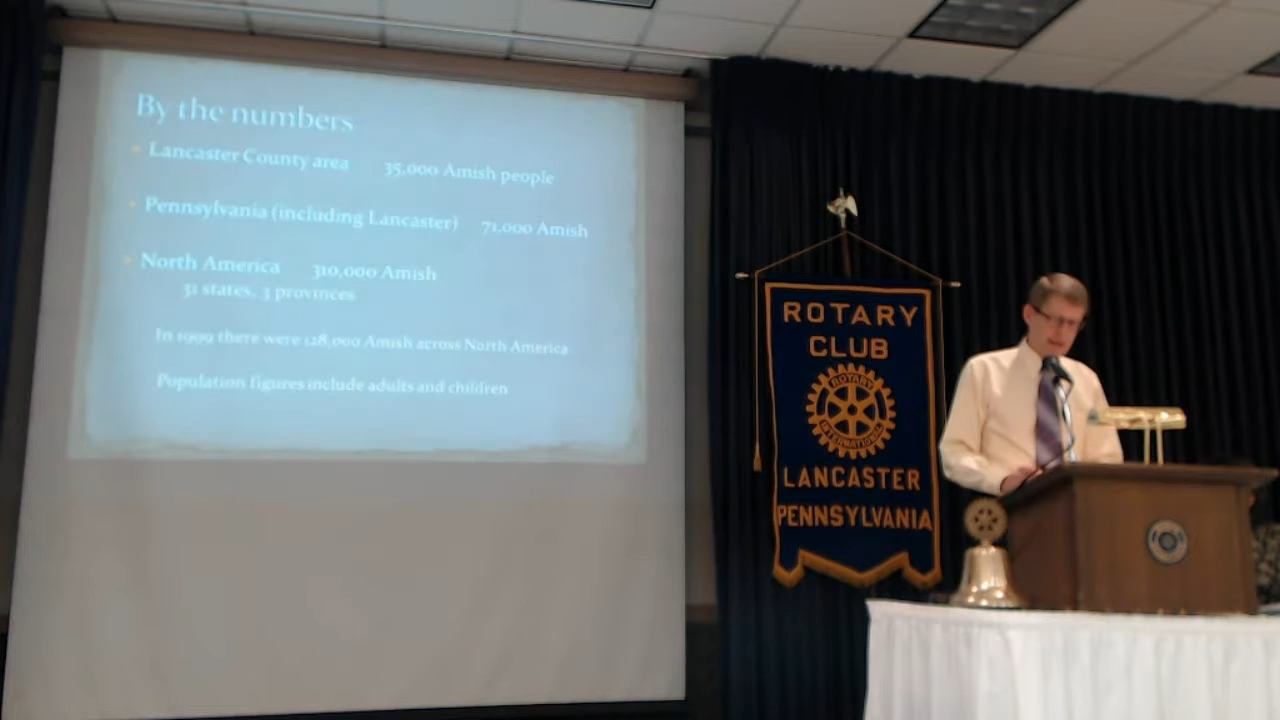 By the numbers
Lancaster County area 35,000 Amish people
Pennsylvania (including Lancaster) 71,000 Amish
North America 310,000 Amish
31 states, 3 provinces
In 1999 there were 128,000 Amish across North America
Population figures include adults and children
ROTARY
CLUB
ROTARY
INTERNATIONAL
LANCASTER
PENNSYLVANIA